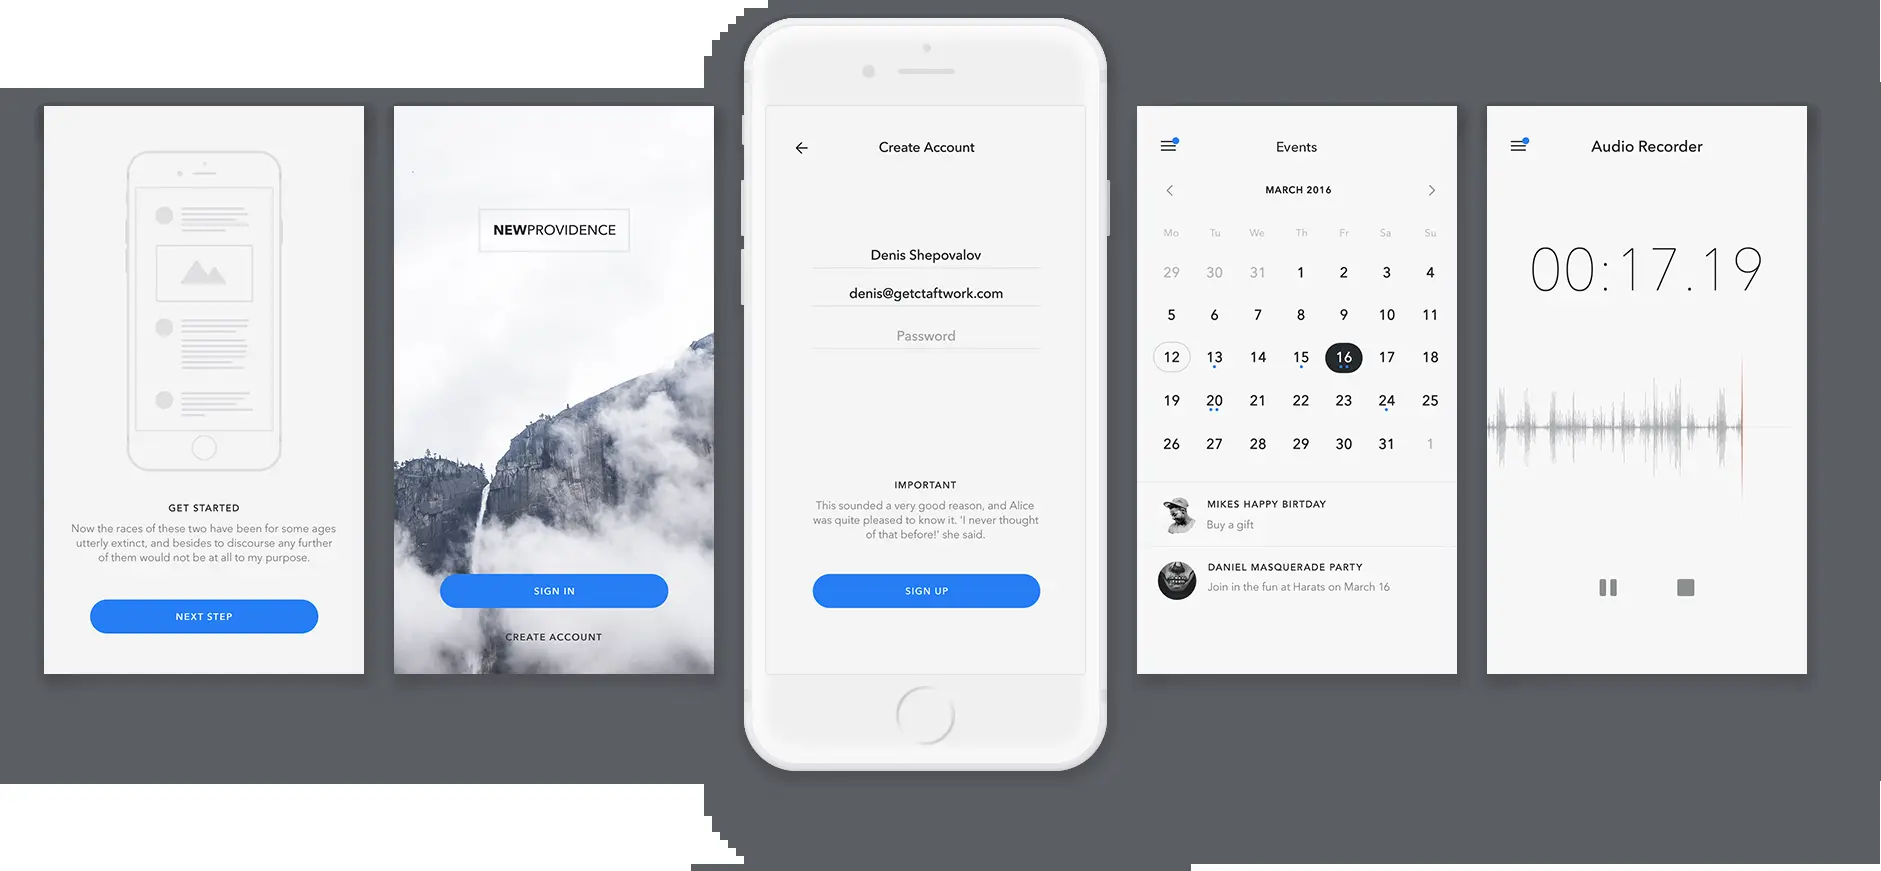 GET STARTED
Now the races of these two have been for some ages
utterly extinct, and besides to discourse any further
of them would not be at all to my purpose.
NEXT STEP
NEWPROVIDENCE
SIGN IN
CREATE ACCOUNT
Create Account
Denis Shepovalov
denis@getctaftwork.com
Password
IMPORTANT
This sounded a very good reason, and Alice
was quite pleased to know it. 'I never thought
of that before!' she said.
SIGN UP
Events
MARCH 2016
Mo Tu We Th Fr Sa Su
29 30 31 1 2 3 4
5 6 7 8 9 10 11
12 13 14 15 16 17 18
19 20 21 22 23 24 25
26 27 28 29 30 31 1
MIKES HAPPY BIRTDAY
Buy a gift
DANIEL MASQUERADE PARTY
Join in the fun at Harats on March 16
Audio Recorder
00:17.19